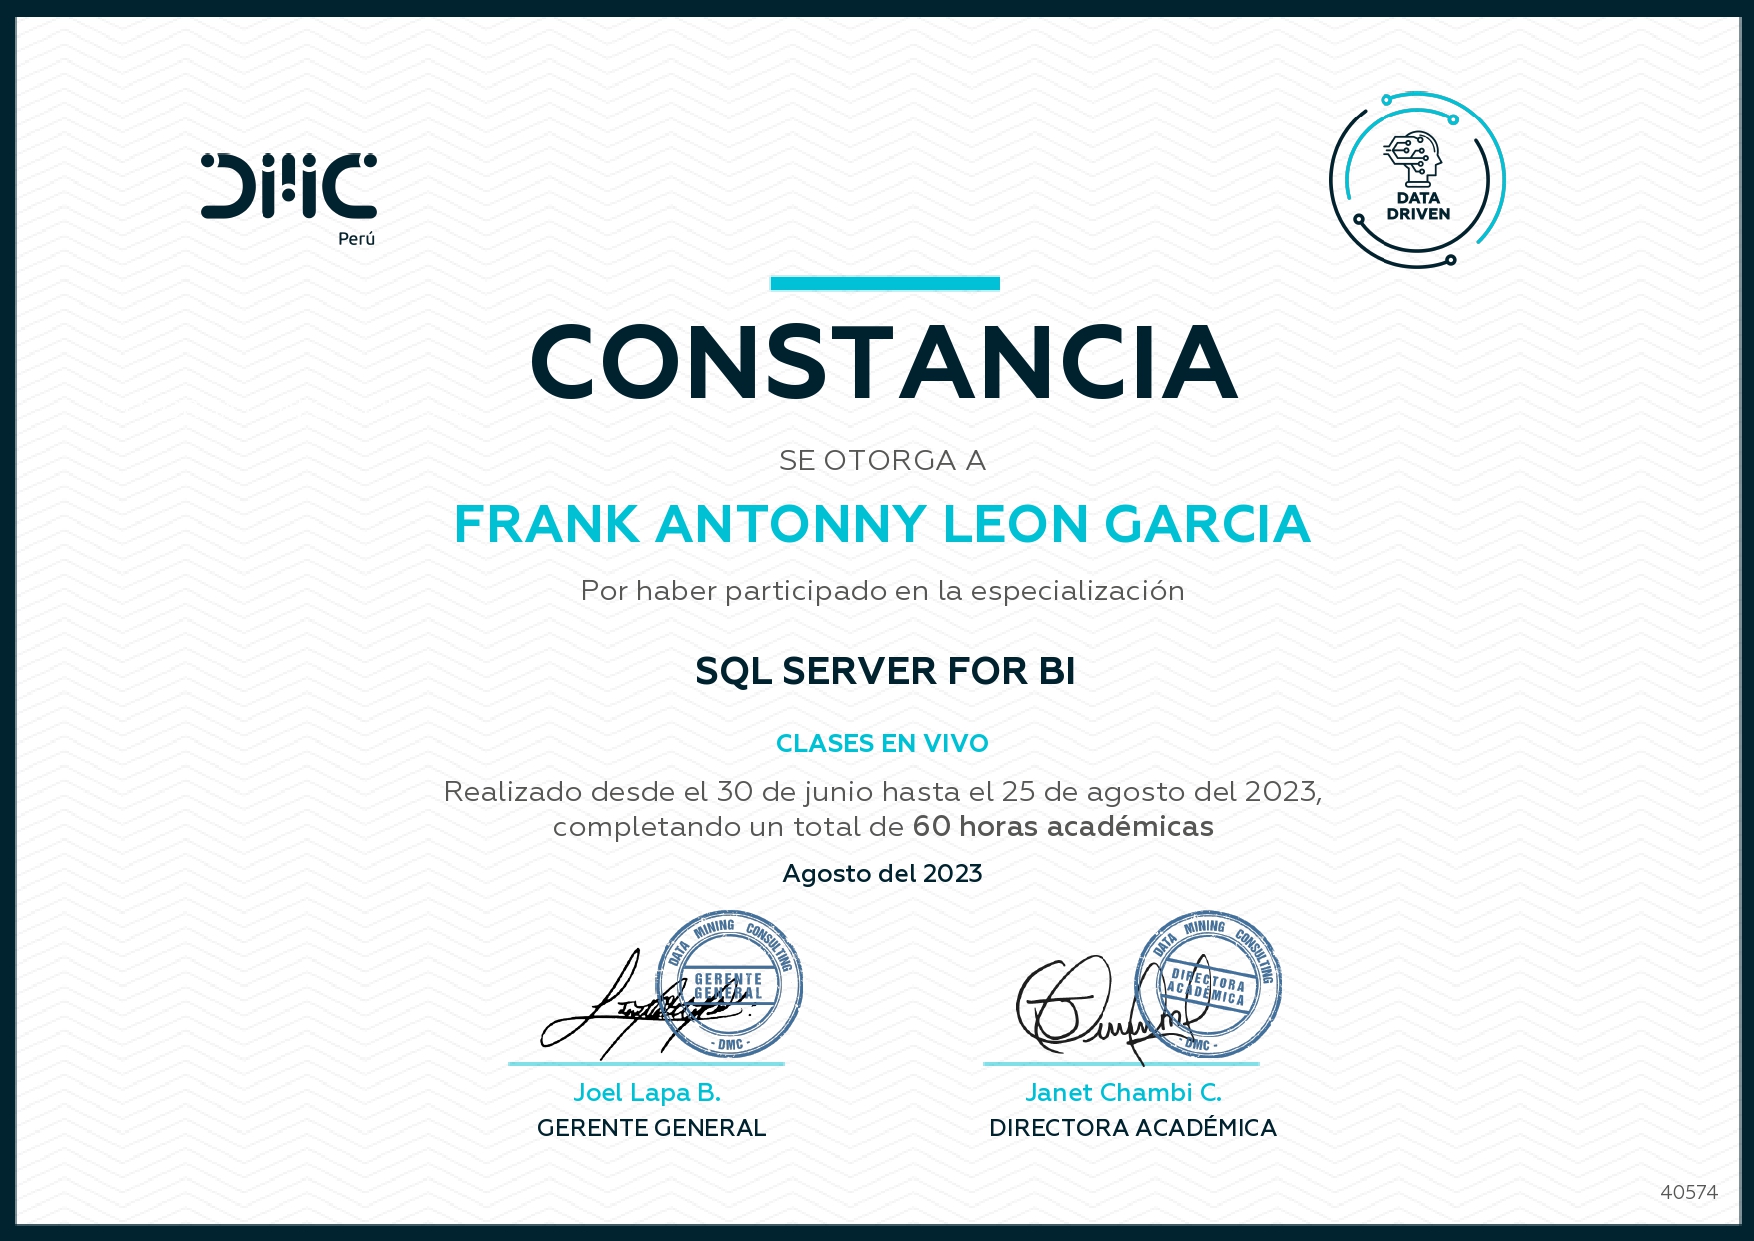 DMC
Perú
DATA
DRIVEN
CONSTANCIA
SE OTORGA A
FRANK ANTONNY LEON GARCIA
Por haber participado en la especialización
SQL SERVER FOR BI
CLASES EN VIVO
Realizado desde el 30 de junio hasta el 25 de agosto del 2023,
completando un total de 60 horas académicas
Agosto del 2023
DATA MINING CONSULTING
GERENTE
GENERAL
- DMC -
DATA MINING CONSULTING
DIRECTORA
ACADÉMICA
- DMC -
Joel Lapa B.
GERENTE GENERAL
Janet Chambi C.
DIRECTORA ACADÉMICA
40574